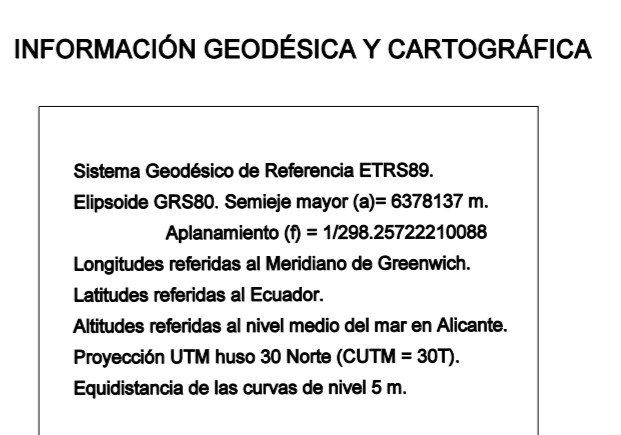 INFORMACIÓN GEODÉSICA Y CARTOGRÁFICA
Sistema Geodésico de Referencia ETRS89.
Elipsoide GRS80. Semieje mayor (a)= 6378137 m.
Aplanamiento (f) = 1/298.25722210088
Longitudes referidas al Meridiano de Greenwich.
Latitudes referidas al Ecuador.
Altitudes referidas al nivel medio del mar en Alicante.
Proyección UTM huso 30 Norte (CUTM = 30T).
Equidistancia de las curvas de nivel 5 m.